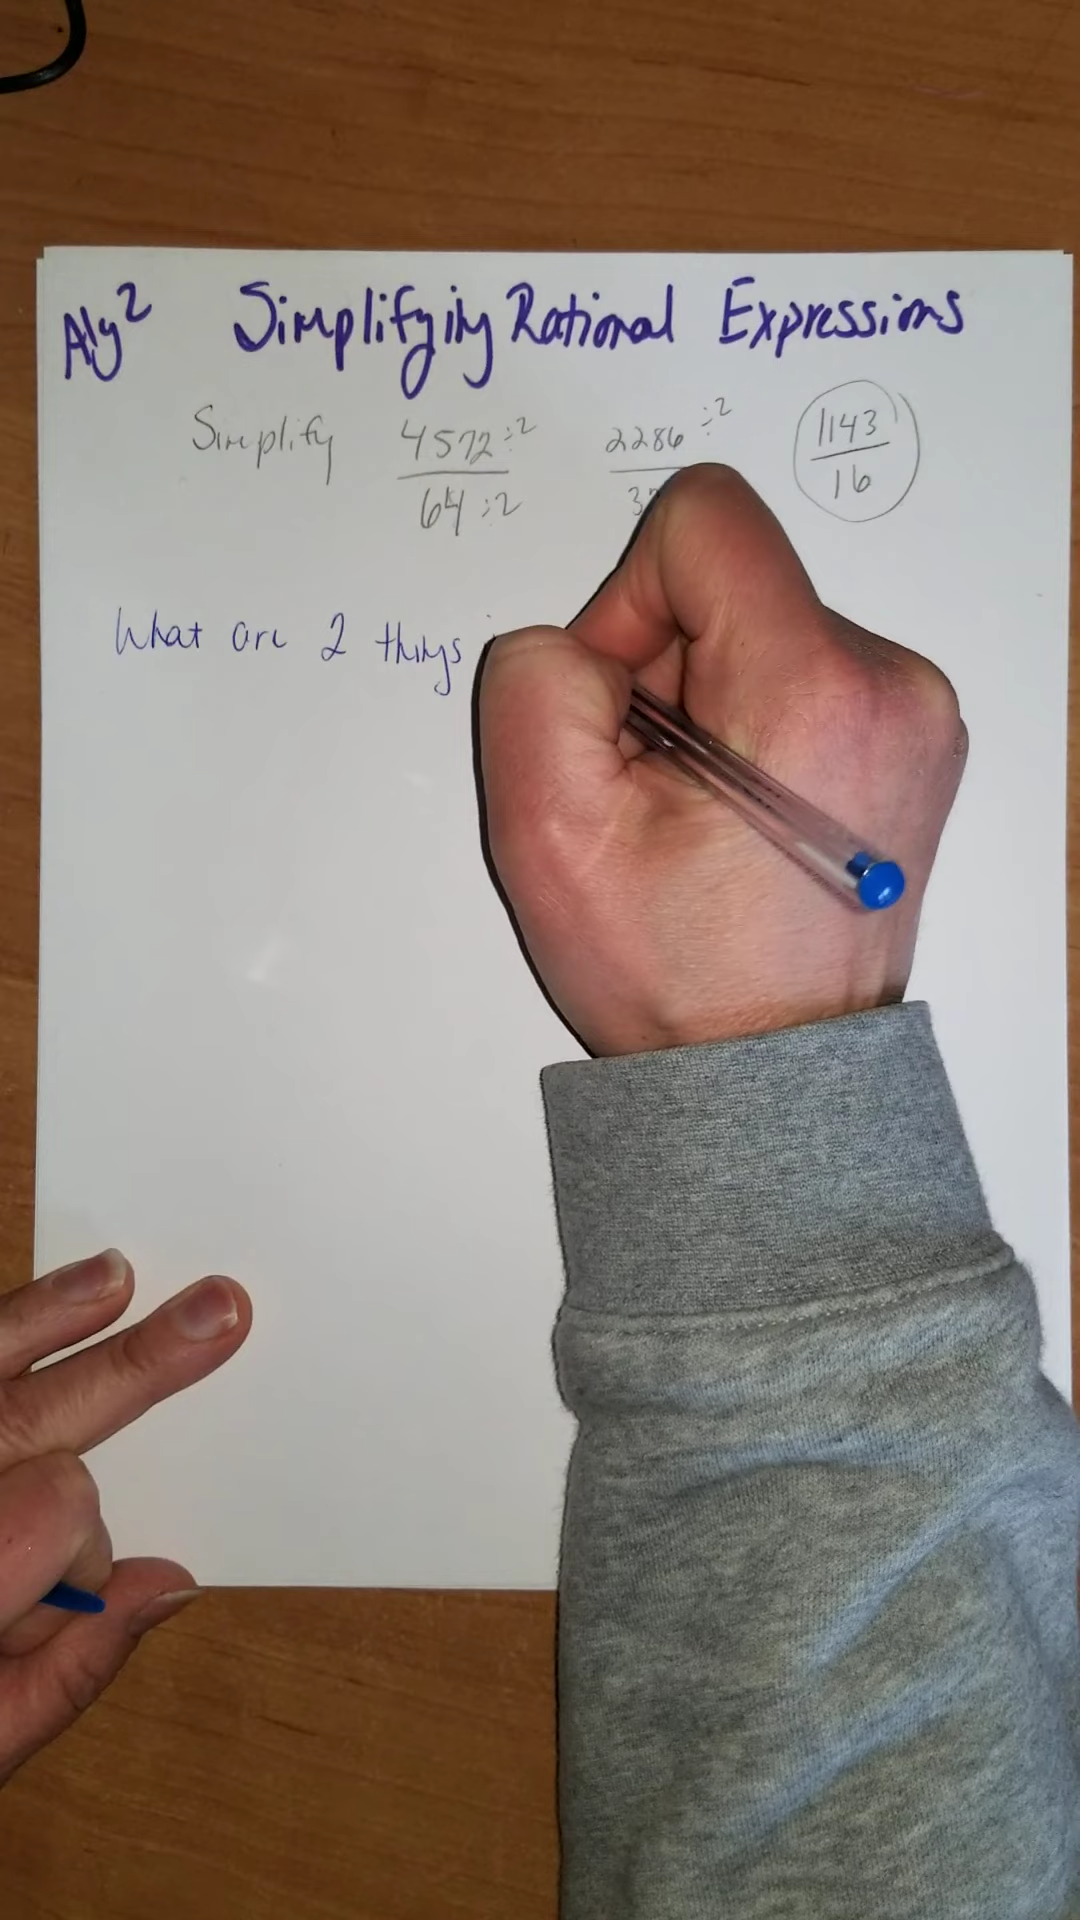 Alg2 Simplifying Rational Expressions
Simplify 4572÷2 2286÷2 1143
64÷2 16
What are 2 things